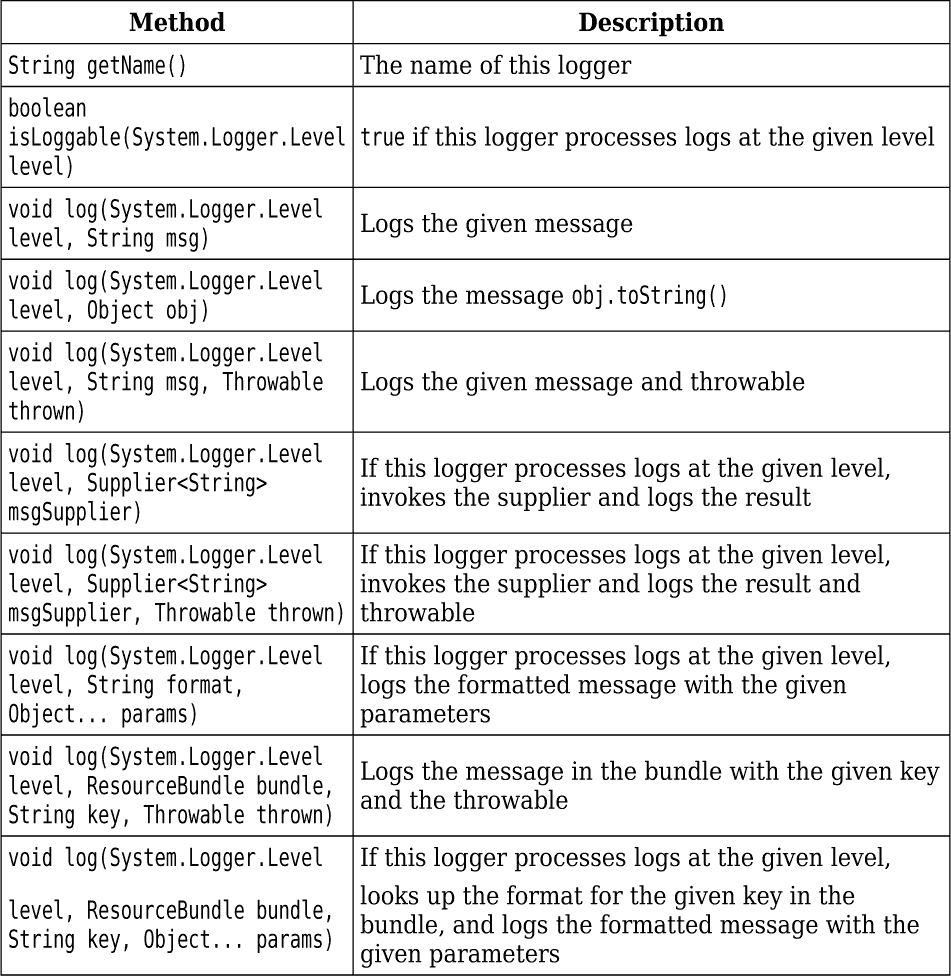 Method
Description
String getName()
The name of this logger
boolean
isLoggable(System.Logger.Level
level)
true if this logger processes logs at the given level
void log(System.Logger.Level
level, String msg)
Logs the given message
void log(System.Logger.Level
level, Object obj)
Logs the message obj.toString()
void log(System.Logger.Level
level, String msg, Throwable
thrown)
Logs the given message and throwable
void log(System.Logger.Level
level, Supplier<String>
msgSupplier)
If this logger processes logs at the given level,
invokes the supplier and logs the result
void log(System.Logger.Level
level, Supplier<String>
msgSupplier, Throwable thrown)
If this logger processes logs at the given level,
invokes the supplier and logs the result and
throwable
void log(System.Logger.Level
level, String format,
Object... params)
If this logger processes logs at the given level,
logs the formatted message with the given
parameters
void log(System.Logger.Level
level, ResourceBundle bundle,
String key, Throwable thrown)
Logs the message in the bundle with the given key
and the throwable
void log(System.Logger.Level
level, ResourceBundle bundle,
String key, Object... params)
If this logger processes logs at the given level,
looks up the format for the given key in the
bundle, and logs the formatted message with the
given parameters